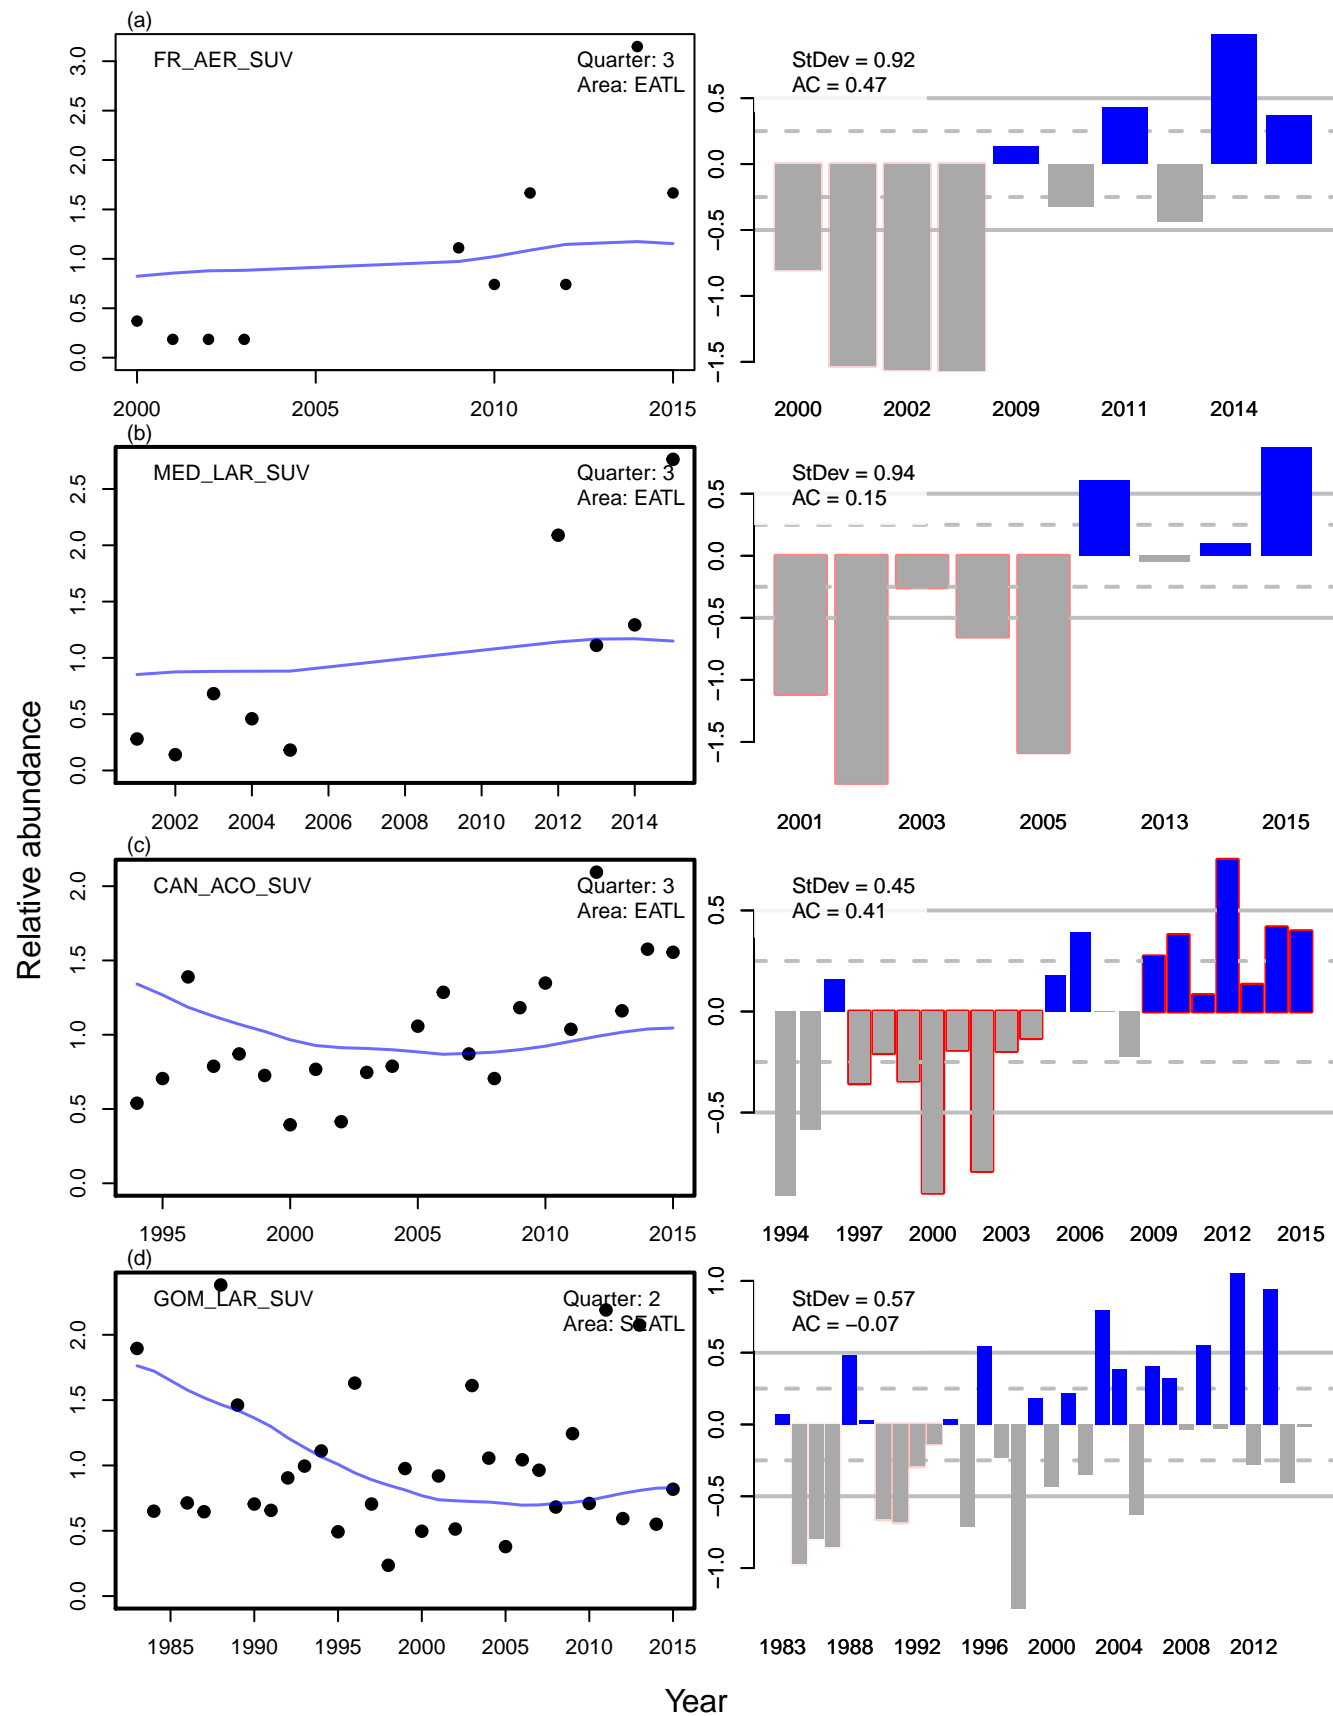 (a)
FR_AER_SUV
Quarter: 3
Area: EATL
0.0 0.5 1.0 1.5 2.0 2.5 3.0
2000 2005 2010 2015
StDev = 0.92
AC = 0.47
−1.5 −1.0 −0.5 0.0 0.5
2000 2002 2009 2011 2014
(b)
MED_LAR_SUV
Quarter: 3
Area: EATL
0.0 0.5 1.0 1.5 2.0 2.5
2002 2004 2006 2008 2010 2012 2014
StDev = 0.94
AC = 0.15
−1.5 −1.0 −0.5 0.0 0.5
2001 2003 2005 2013 2015
Relative abundance
(c)
CAN_ACO_SUV
Quarter: 3
Area: EATL
0.0 0.5 1.0 1.5 2.0
1995 2000 2005 2010 2015
StDev = 0.45
AC = 0.41
−0.5 0.0 0.5
1994 1997 2000 2003 2006 2009 2012 2015
(d)
GOM_LAR_SUV
Quarter: 2
Area: SEATL
0.0 0.5 1.0 1.5 2.0
1985 1990 1995 2000 2005 2010 2015
StDev = 0.57
AC = −0.07
−1.0 −0.5 0.0 0.5 1.0
1983 1988 1992 1996 2000 2004 2008 2012
Year